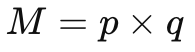 M = p × q